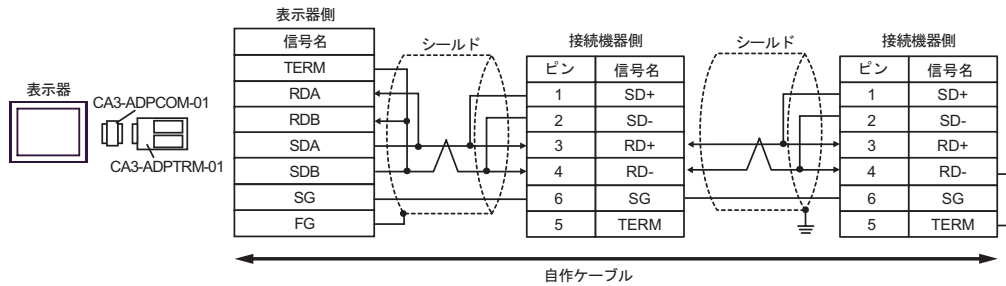 表示器
CA3-ADPCOM-01
CA3-ADPTRM-01
表示器側
信号名
TERM
RDA
RDB
SDA
SDB
SG
FG
シールド
接続機器側
ピン 信号名
1 SD+
2 SD-
3 RD+
4 RD-
6 SG
5 TERM
シールド
接続機器側
ピン 信号名
1 SD+
2 SD-
3 RD+
4 RD-
6 SG
5 TERM
自作ケーブル